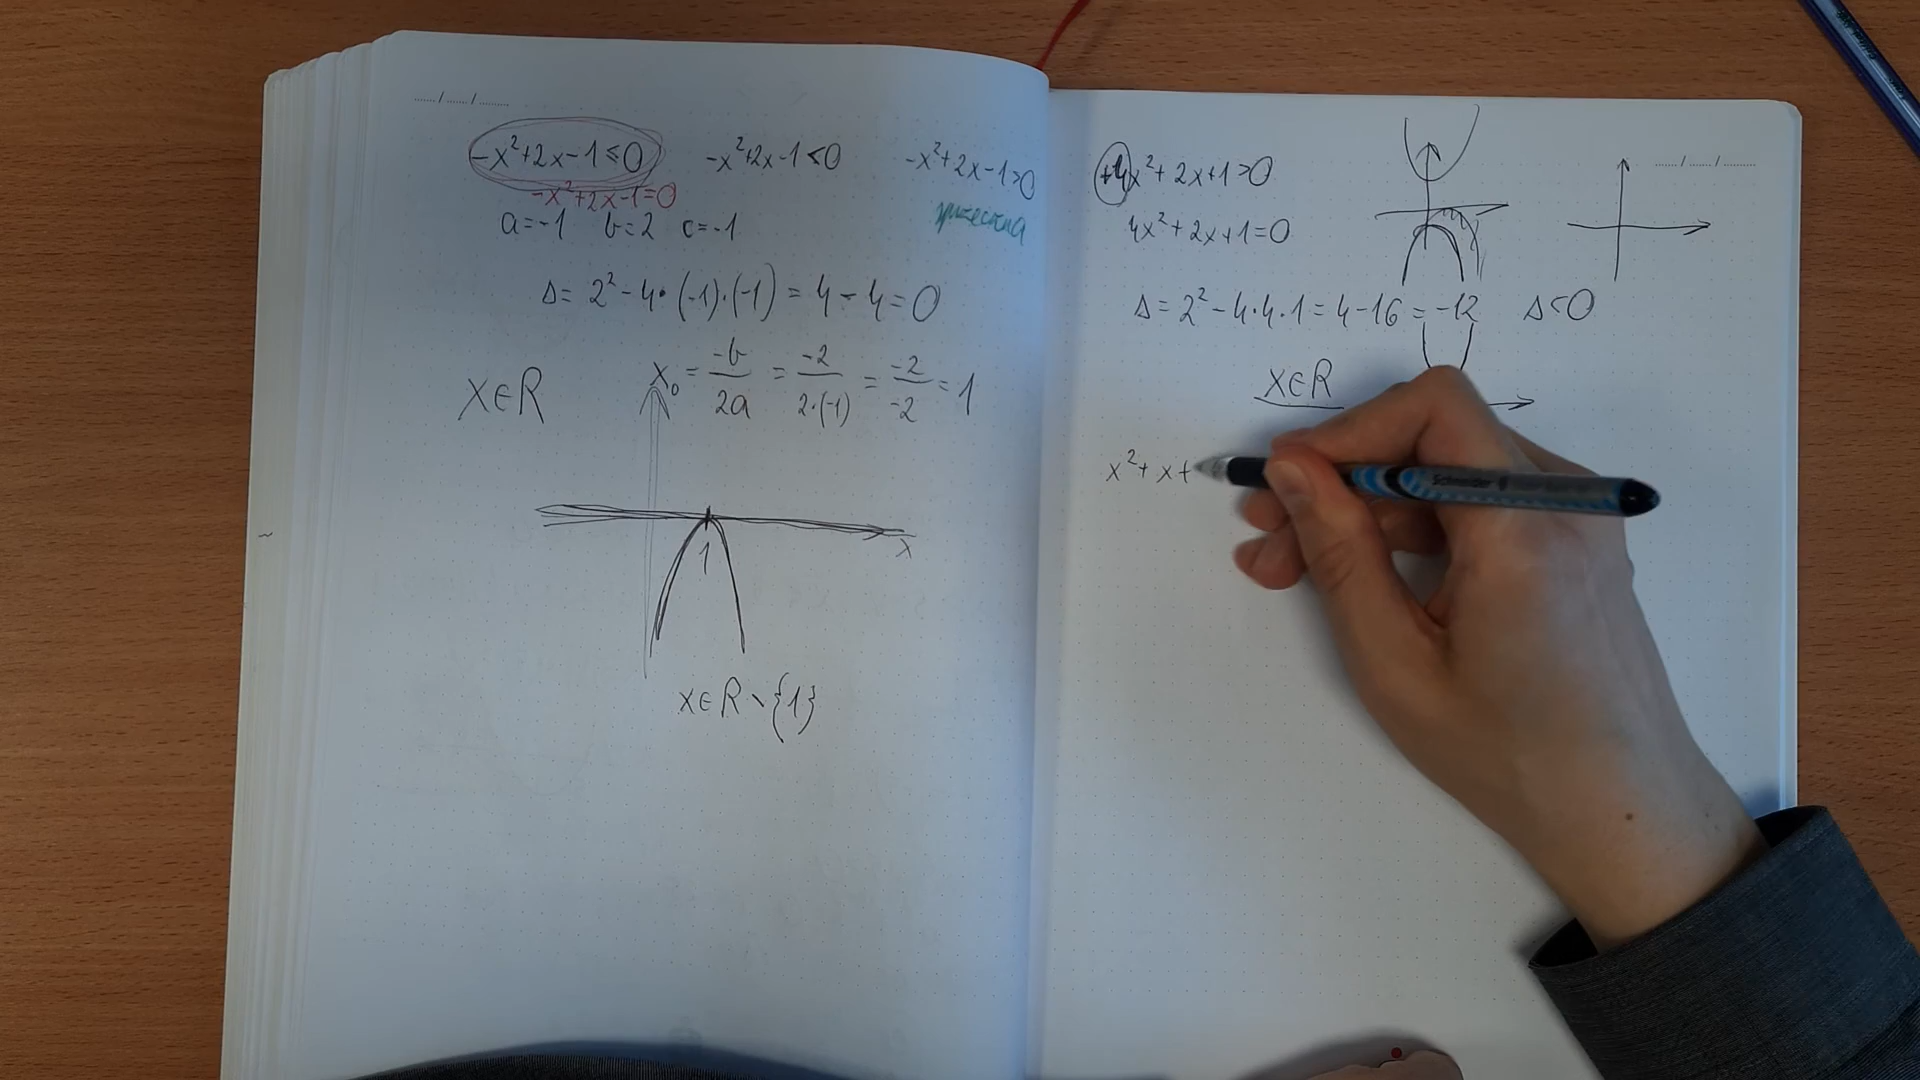 -x²+2x-1≤0 -x²+2x-1<0 -x²+2x-1>0
-x²+2x-1=0
a=-1 b=2 c=-1
Δ= 2²-4·(-1)·(-1) = 4-4=0
x₀ = -b/2a = -2/2·(-1) = -2/-2 = 1
X∈R
1
x
x∈R\{1}
+4x²+2x+1>0
4x²+2x+1=0
Δ=2²-4·4·1=4-16=-12 Δ<0
X∈R
x²+x+
Schneider